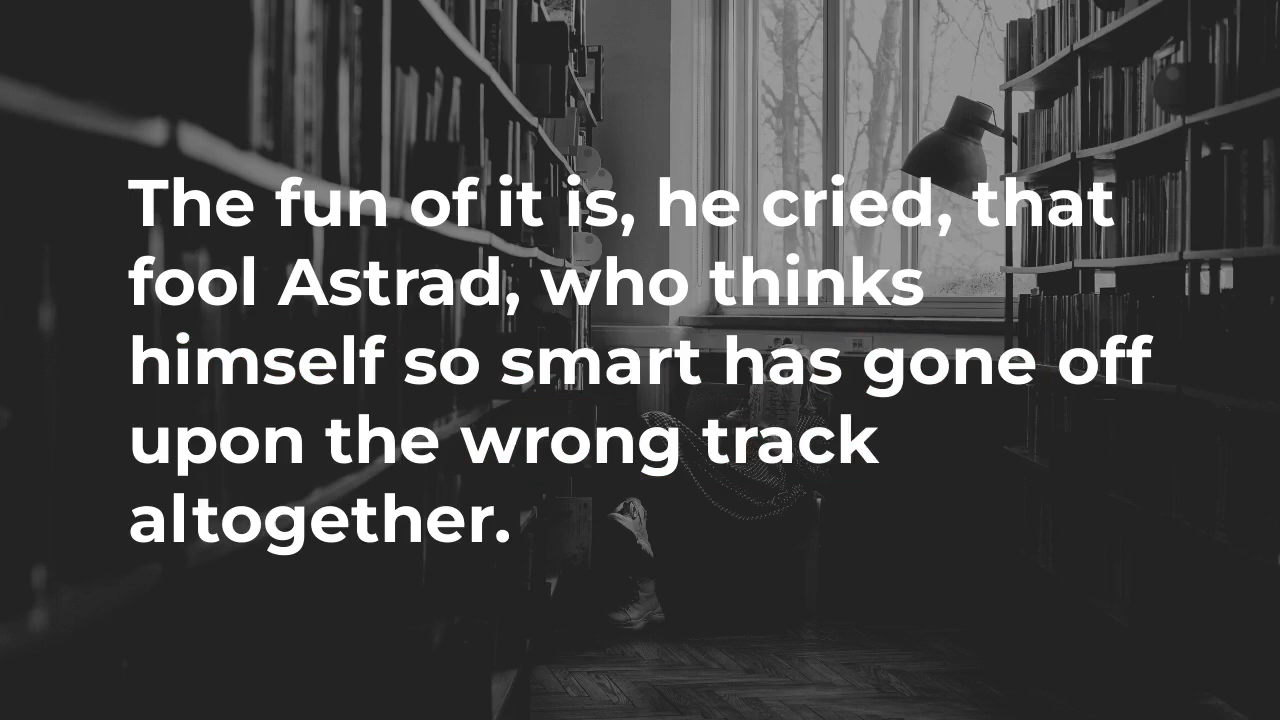 The fun of it is, he cried, that
fool Astrad, who thinks
himself so smart has gone off
upon the wrong track
altogether.